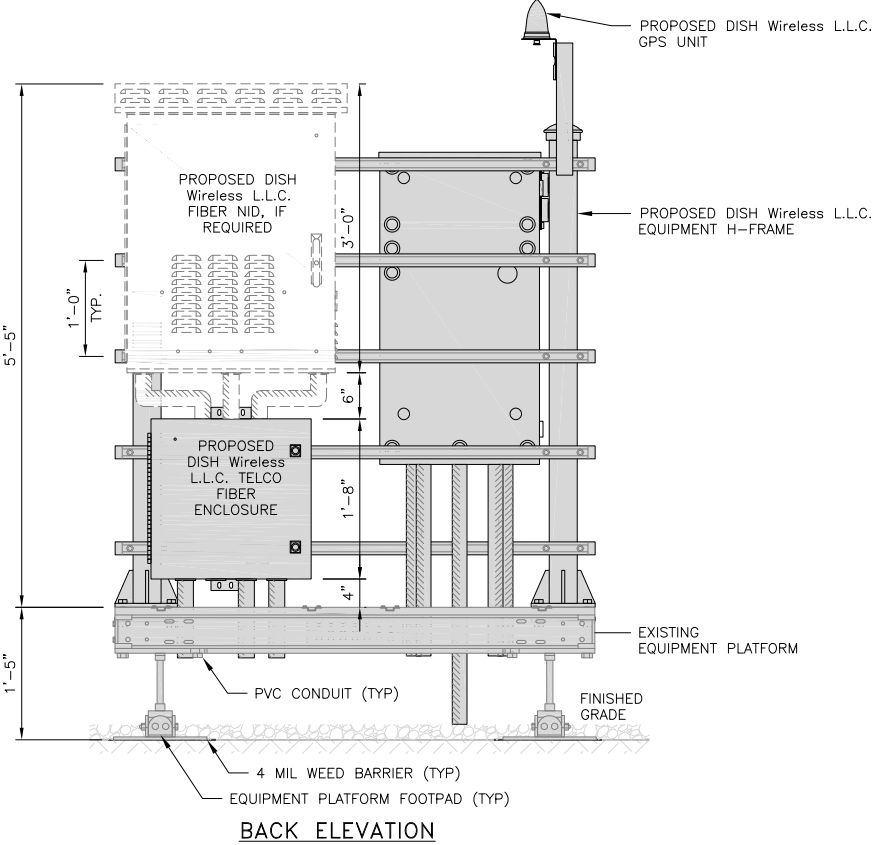 PROPOSED DISH Wireless L.L.C.
GPS UNIT
PROPOSED DISH
Wireless L.L.C.
FIBER NID, IF
REQUIRED
3'-0"
PROPOSED DISH Wireless L.L.C.
EQUIPMENT H-FRAME
1'-0"
TYP.
5'-5"
6"
PROPOSED
DISH Wireless
L.L.C. TELCO
FIBER
ENCLOSURE
1'-8"
4"
EXISTING
EQUIPMENT PLATFORM
1'-5"
PVC CONDUIT (TYP)
FINISHED
GRADE
4 MIL WEED BARRIER (TYP)
EQUIPMENT PLATFORM FOOTPAD (TYP)
BACK ELEVATION